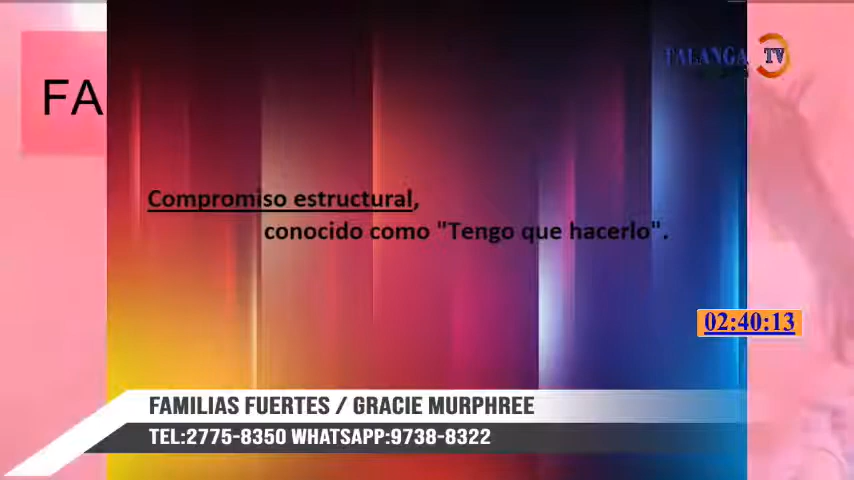 FA
TALANGA TV
Compromiso estructural,
conocido como "Tengo que hacerlo".
02:40:13
FAMILIAS FUERTES / GRACIE MURPHREE
TEL:2775-8350 WHATSAPP:9738-8322